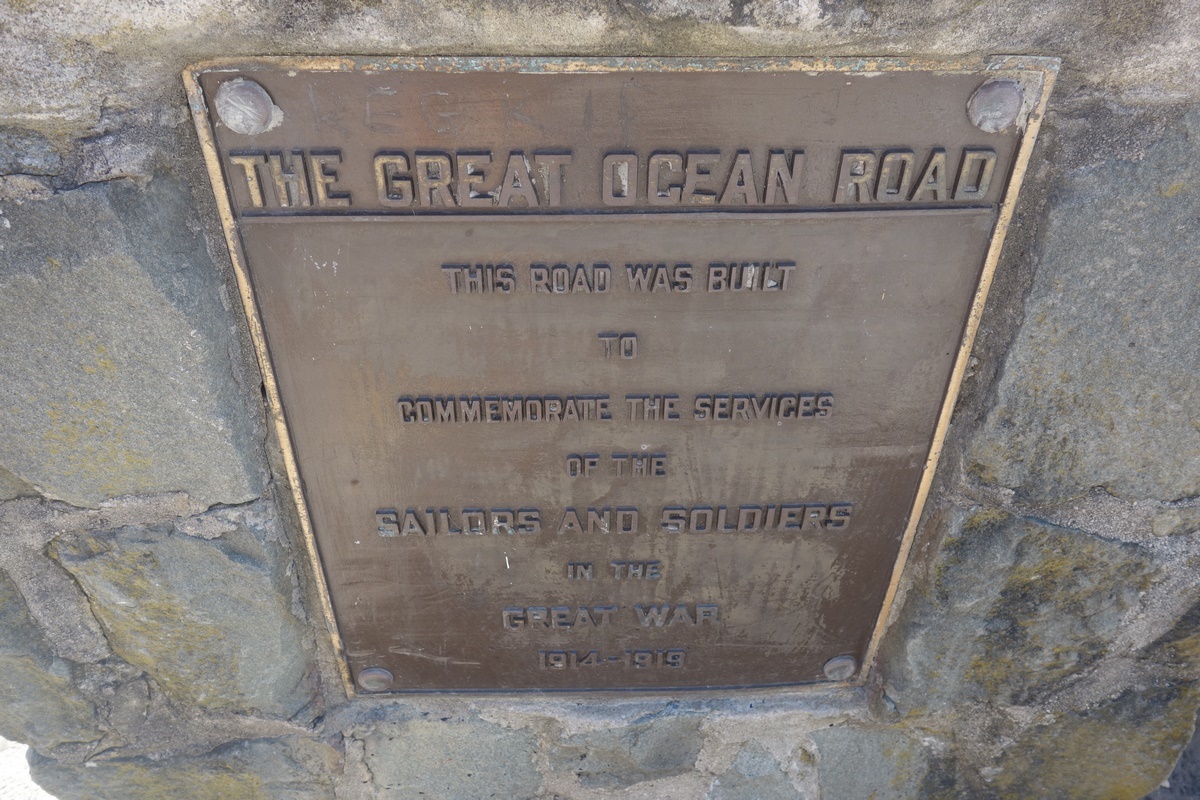 THE GREAT OCEAN ROAD
THIS ROAD WAS BUILT
TO
COMMEMORATE THE SERVICES
OF THE
SAILORS AND SOLDIERS
IN THE
GREAT WAR
1914-1919